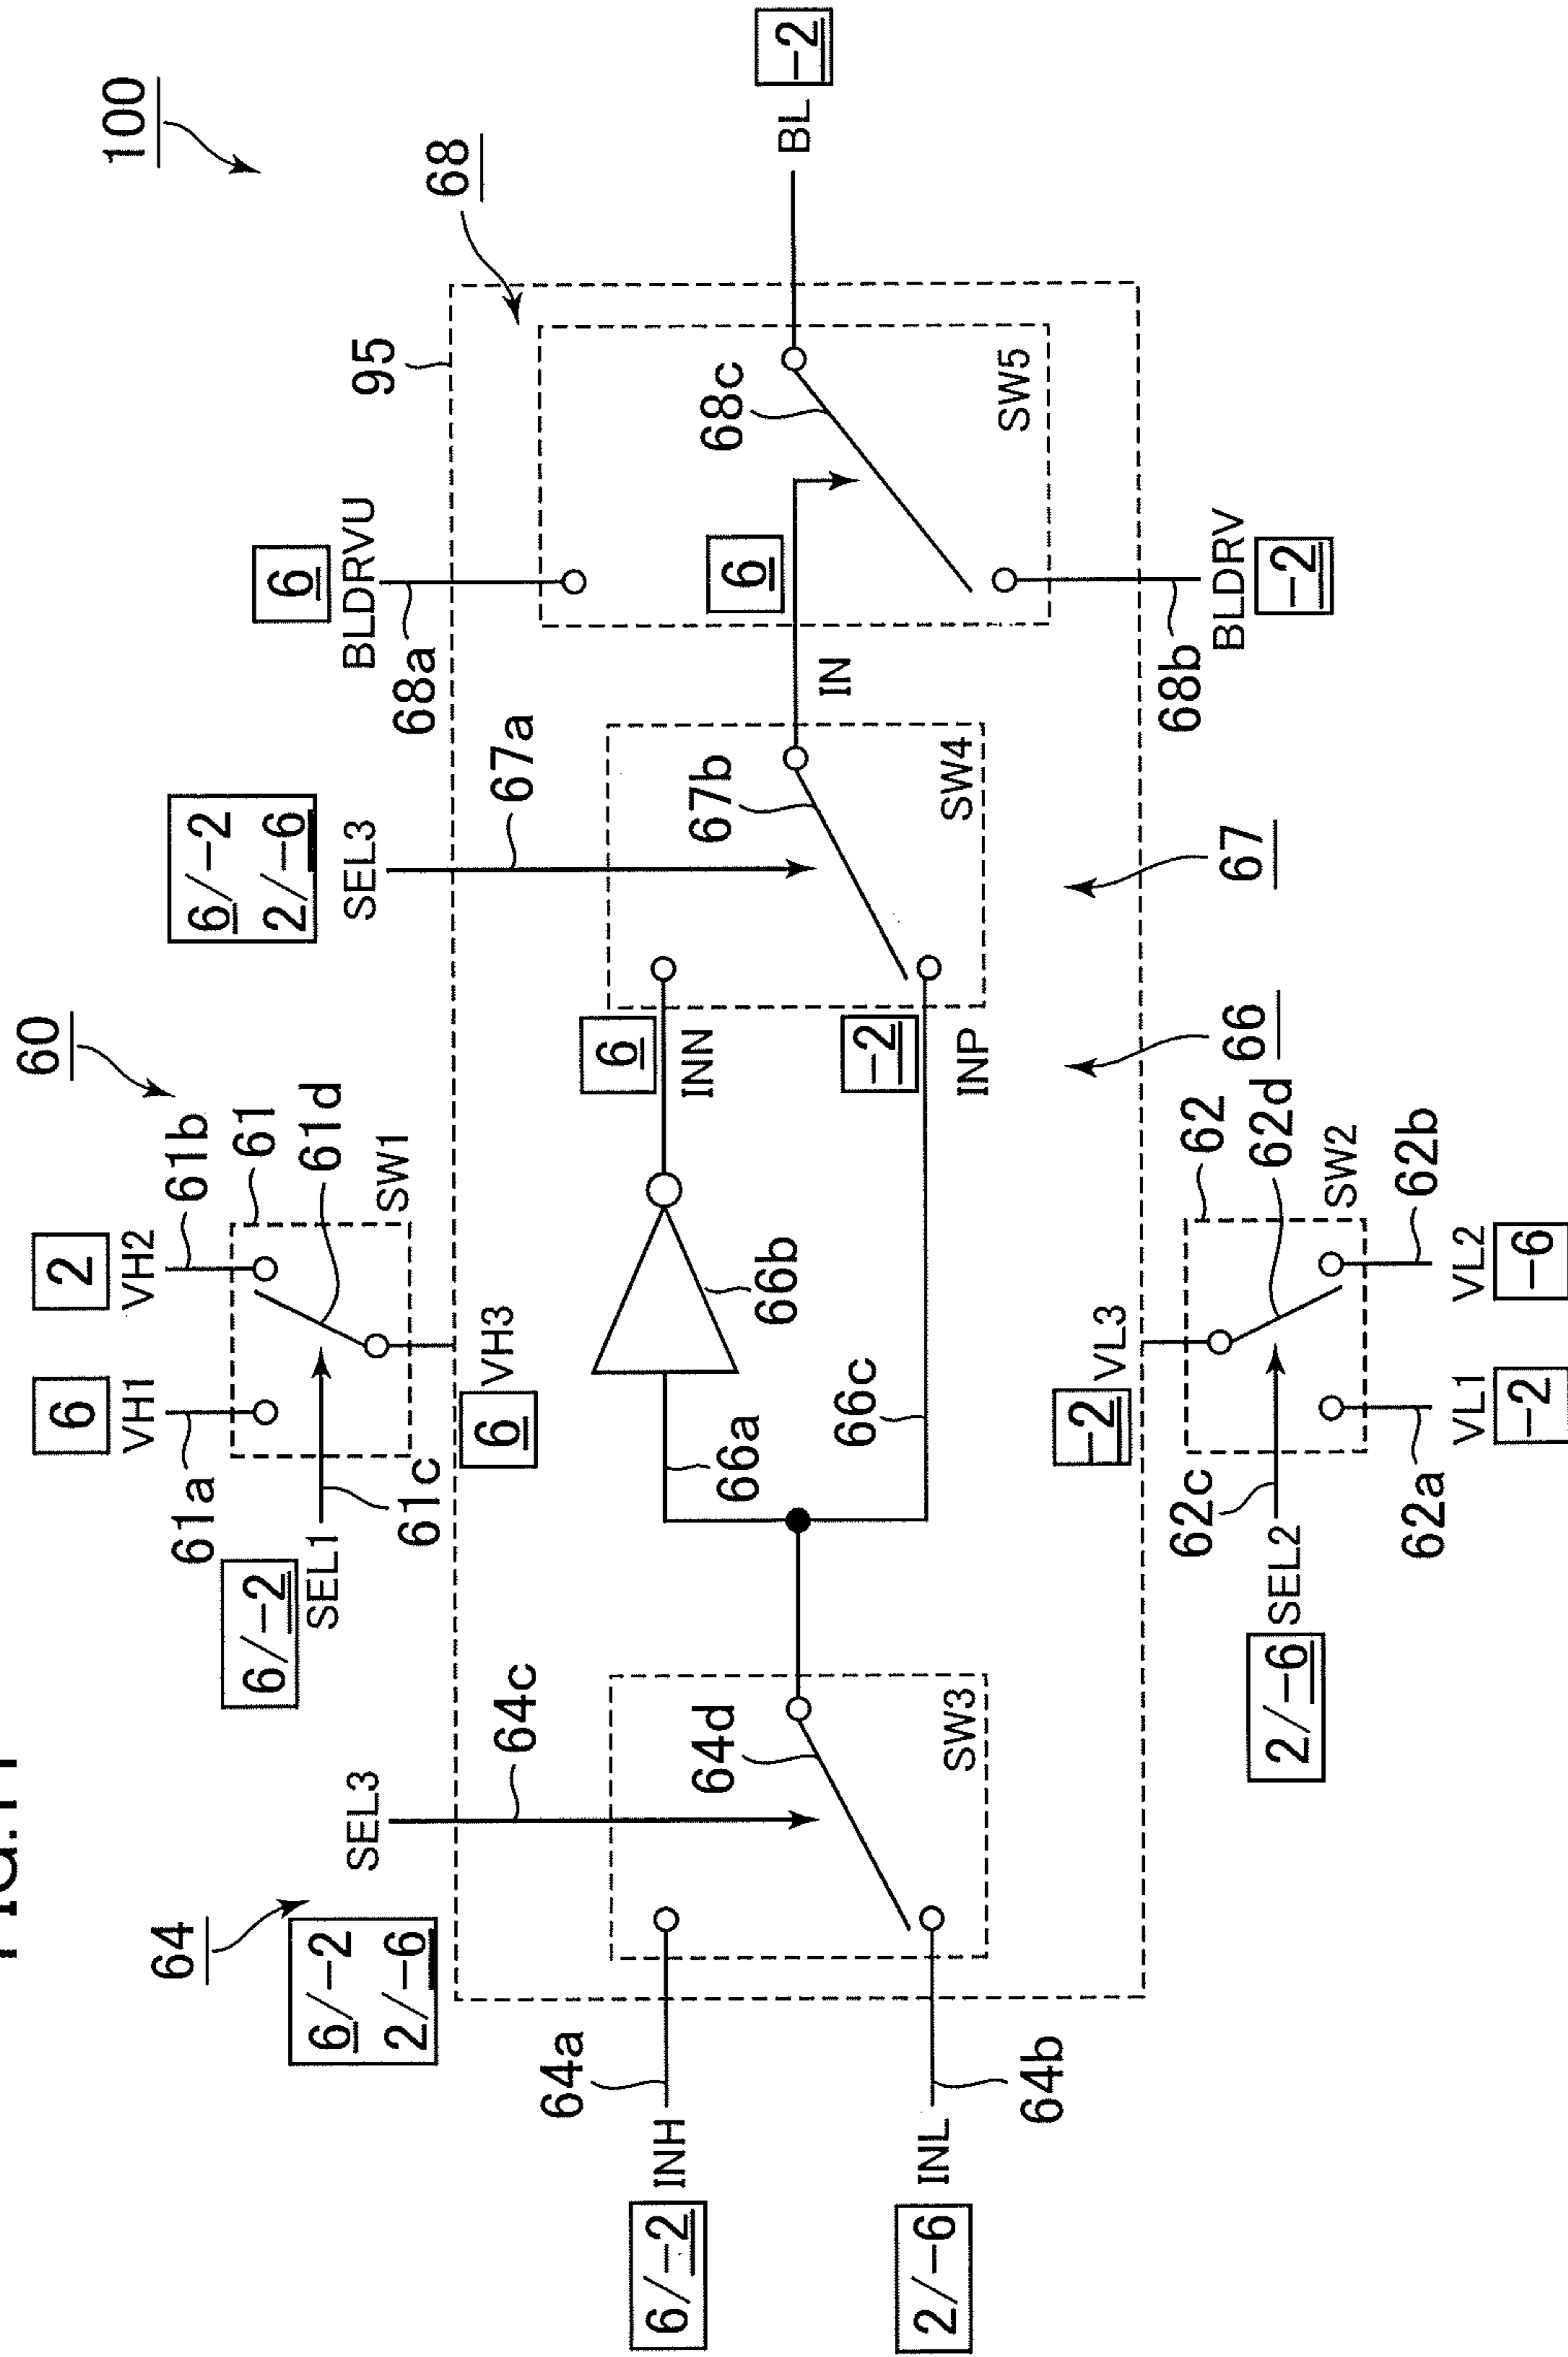 100
60
2
6
VH2
VH1
61b
61a
61
61d
61c
SW1
SEL1
6/-2
64
6/-2
2/-6
SEL3
64c
6/-2
2/-6
SEL3
67a
6
BLDRVU
68a
95
68
VH3
6
64a
INH
6/-2
66a
66b
6
INN
64d
67b
6
68c
BL
-2
66c
-2
IN
INL
2/-6
64b
SW3
INP
SW4
SW5
VL3
-2
66
67
68b
BLDRV
-2
62
62c
62d
SEL2
2/-6
SW2
62a
62b
VL1
VL2
-2
-6